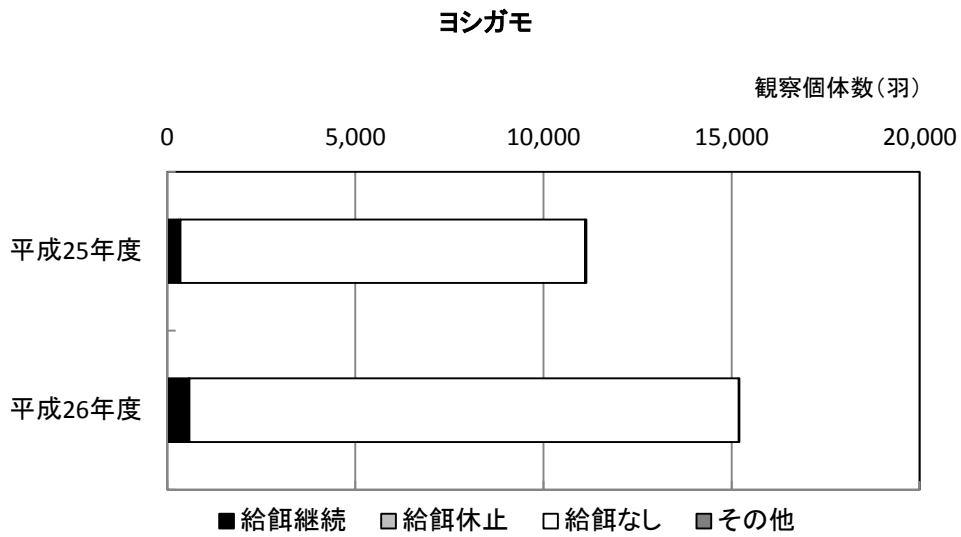 ヨシガモ
観察個体数（羽）
0 5,000 10,000 15,000 20,000
平成25年度
平成26年度
■給餌継続 ■給餌休止 □給餌なし ■その他